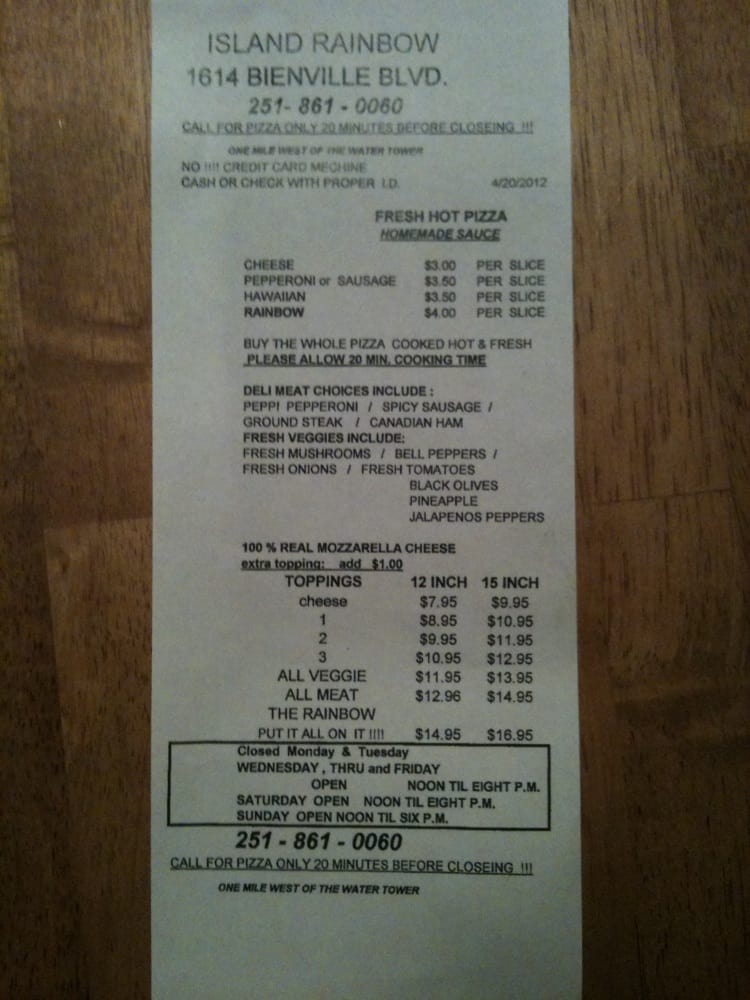 ISLAND RAINBOW
1614 BIENVILLE BLVD.
251- 861 - 0060
CALL FOR PIZZA ONLY 20 MINUTES BEFORE CLOSEING !!!
ONE MILE WEST OF THE WATER TOWER
NO !!!! CREDIT CARD MECHINE
CASH OR CHECK WITH PROPER I.D. 4/20/2012
FRESH HOT PIZZA
HOMEMADE SAUCE
CHEESE $3.00 PER SLICE
PEPPERONI or SAUSAGE $3.50 PER SLICE
HAWAIIAN $3.50 PER SLICE
RAINBOW $4.00 PER SLICE
BUY THE WHOLE PIZZA COOKED HOT & FRESH
PLEASE ALLOW 20 MIN. COOKING TIME
DELI MEAT CHOICES INCLUDE :
PEPPI PEPPERONI / SPICY SAUSAGE /
GROUND STEAK / CANADIAN HAM
FRESH VEGGIES INCLUDE:
FRESH MUSHROOMS / BELL PEPPERS /
FRESH ONIONS / FRESH TOMATOES
BLACK OLIVES
PINEAPPLE
JALAPENOS PEPPERS
100 % REAL MOZZARELLA CHEESE
extra topping: add $1.00
TOPPINGS 12 INCH 15 INCH
cheese $7.95 $9.95
1 $8.95 $10.95
2 $9.95 $11.95
3 $10.95 $12.95
ALL VEGGIE $11.95 $13.95
ALL MEAT $12.96 $14.95
THE RAINBOW
PUT IT ALL ON IT !!!! $14.95 $16.95
Closed Monday & Tuesday
WEDNESDAY , THRU and FRIDAY
OPEN NOON TIL EIGHT P.M.
SATURDAY OPEN NOON TIL EIGHT P.M.
SUNDAY OPEN NOON TIL SIX P.M.
251 - 861 - 0060
CALL FOR PIZZA ONLY 20 MINUTES BEFORE CLOSEING !!!
ONE MILE WEST OF THE WATER TOWER